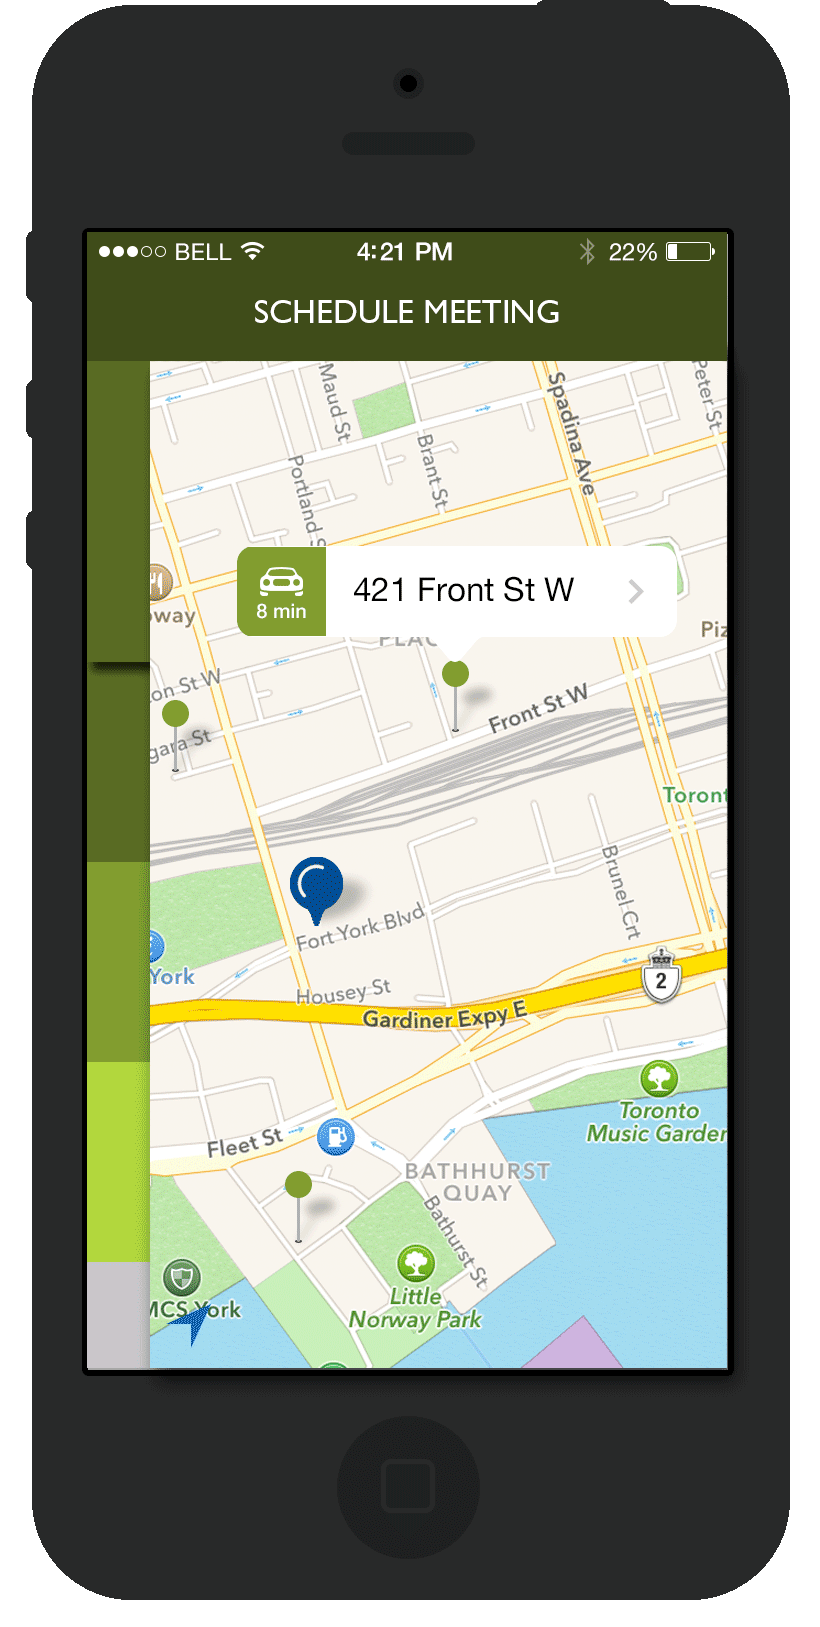 BELL
4:21 PM
22%
SCHEDULE MEETING
Maud St
Spadina Ave
Peter St
Brant St
Portland S
8 min
421 Front St W
way
PLAC
Piz
on St W
Front St W
gara St
Toront
Brunel Crt
Fort York Blvd
York
Housey St
2
Gardiner Expy E
Toronto
Music Garden
Fleet St
BATHHURST
QUAY
Bathurst St
MCS York
Little
Norway Park